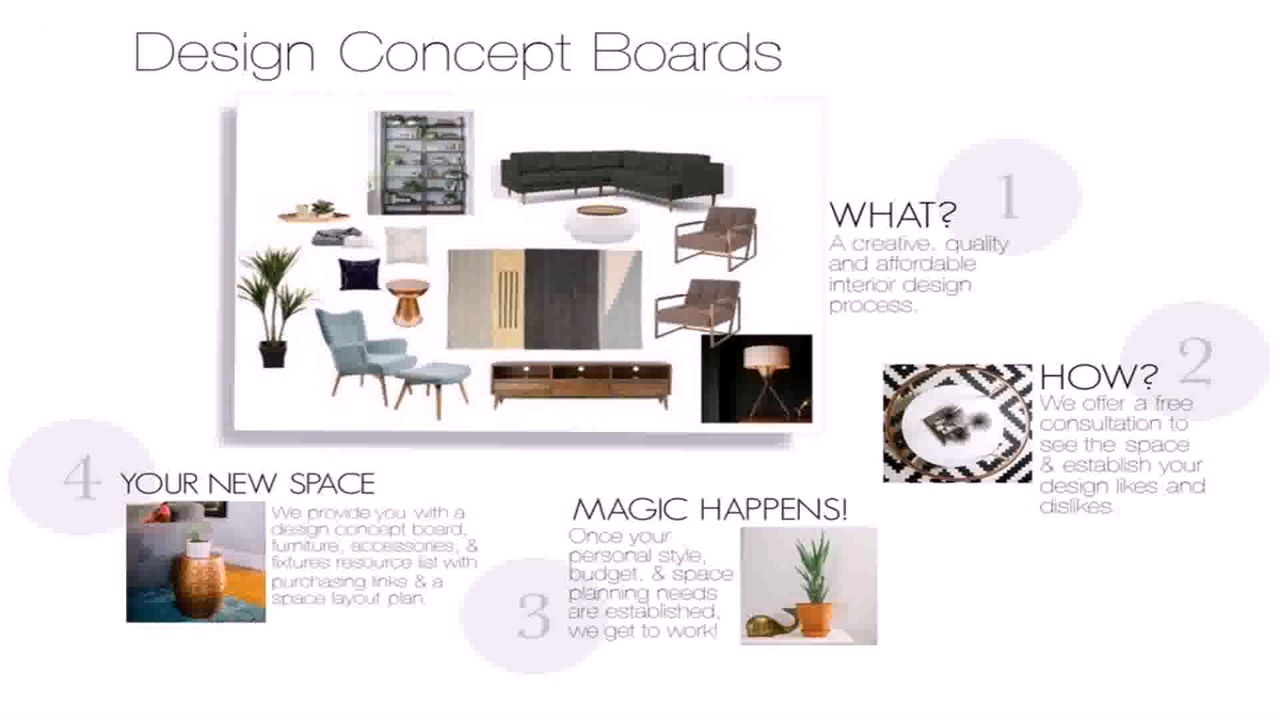 Design Concept Boards
1
WHAT?
A creative, quality
and affordable
interior design
process.
2
HOW?
We offer a free
consultation to
see the space
& establish your
design likes and
dislikes
3
MAGIC HAPPENS!
Once your
personal style,
budget, & space
planning needs
are established,
we get to work!
4
YOUR NEW SPACE
We provide you with a
design concept board,
furniture, accessories, &
fixtures resource list with
purchasing links & a
space layout plan.